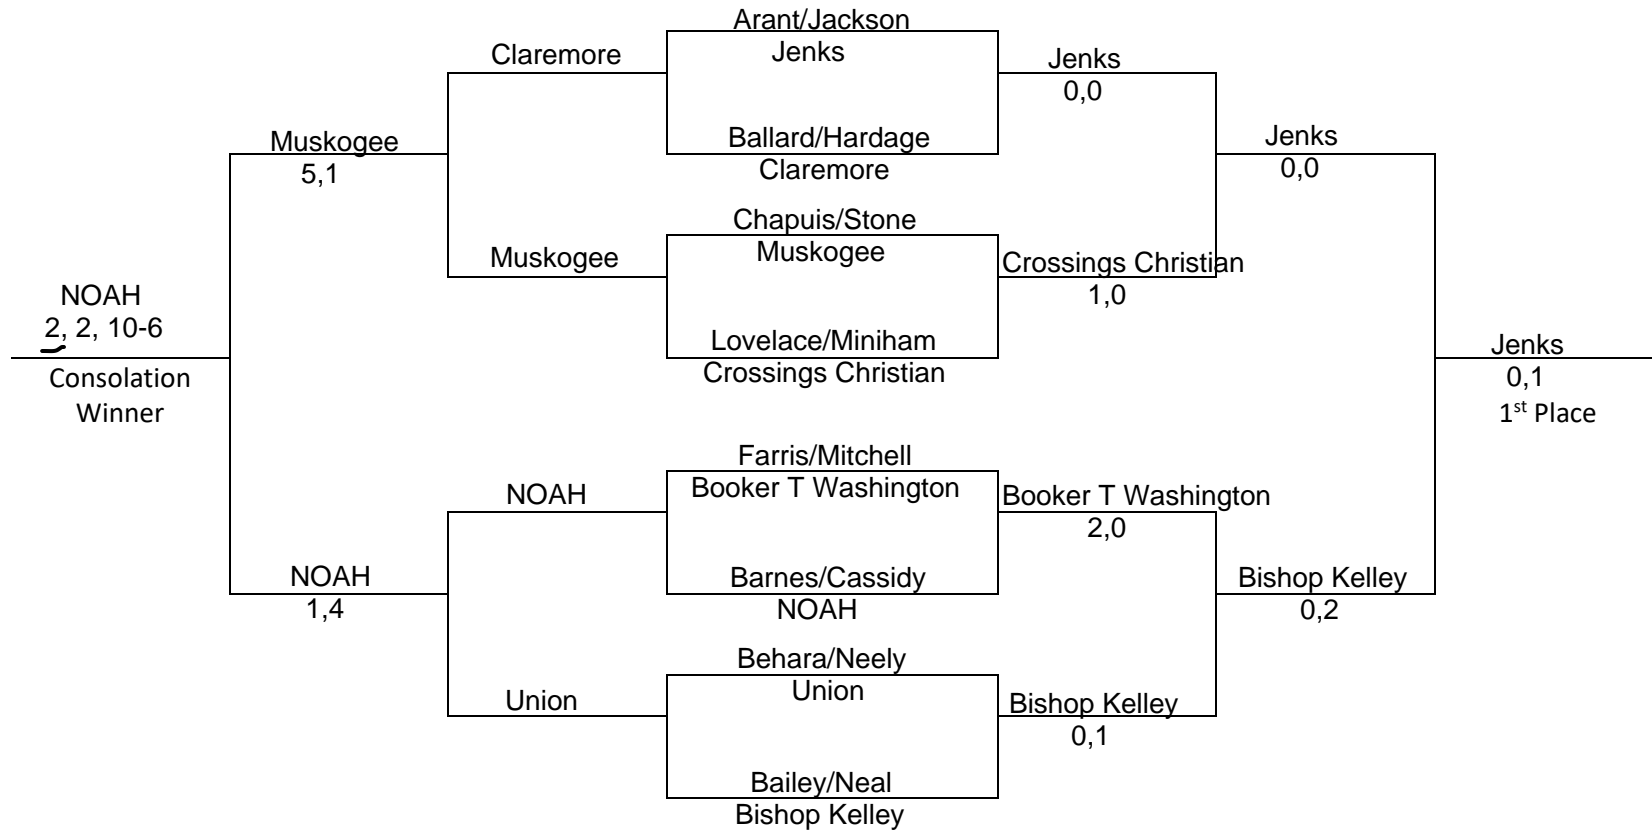 Arant/Jackson
Jenks
Claremore
Jenks
0,0
Ballard/Hardage
Claremore
Muskogee
5,1
Jenks
0,0
Chapuis/Stone
Muskogee
Muskogee
Crossings Christian
1,0
NOAH
2, 2, 10-6
Consolation
Winner
Lovelace/Miniham
Crossings Christian
Jenks
0,1
1st Place
Farris/Mitchell
Booker T Washington
NOAH
Booker T Washington
2,0
Barnes/Cassidy
NOAH
NOAH
1,4
Bishop Kelley
0,2
Behara/Neely
Union
Union
Bishop Kelley
0,1
Bailey/Neal
Bishop Kelley